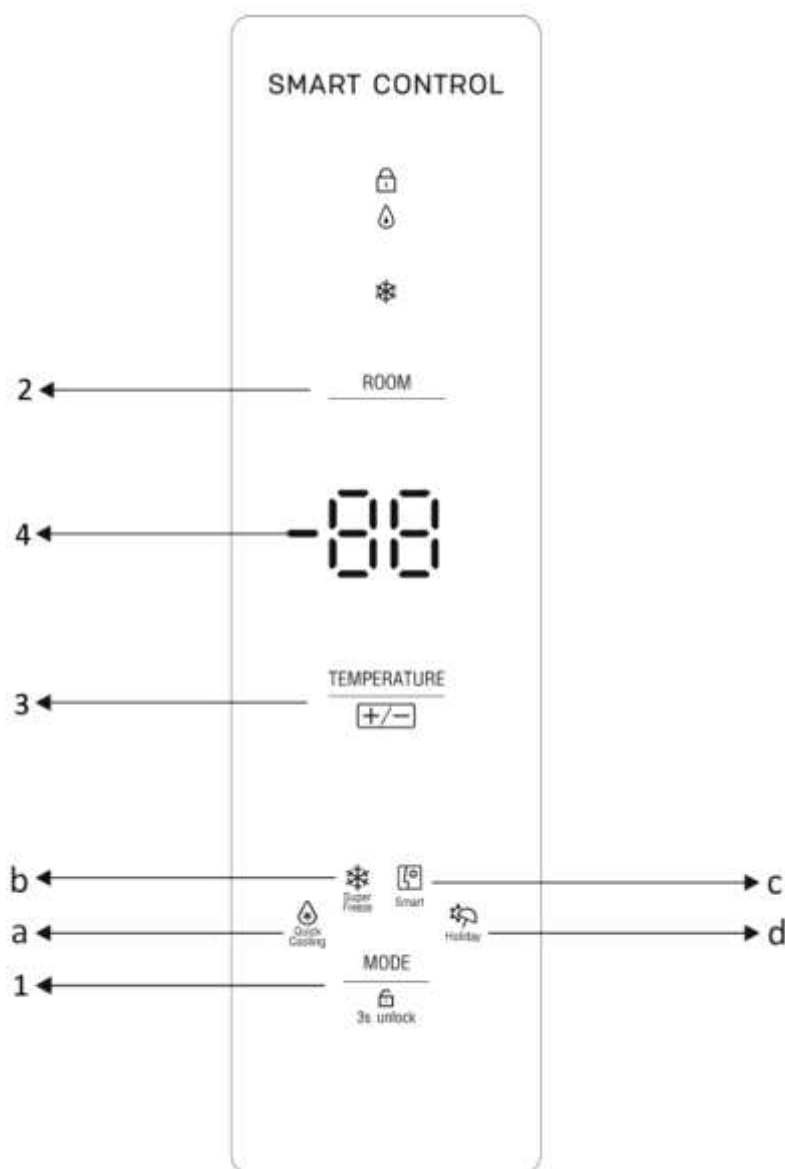 SMART CONTROL
2
ROOM
4
-88
3
TEMPERATURE
+/-
b
Super
Freeze
Smart
c
a
Quick
Cooling
Holiday
d
MODE
1
3s unlock